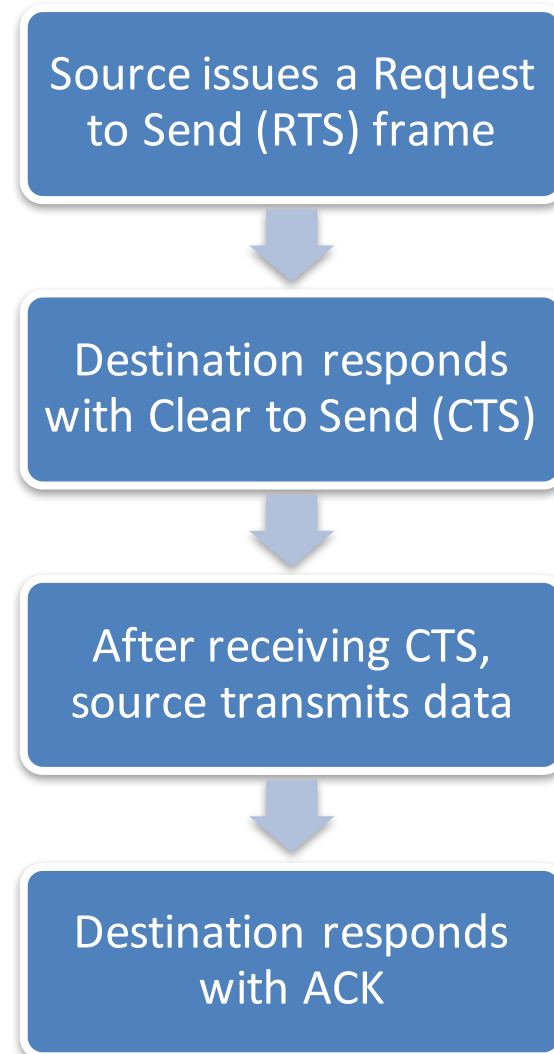 Source issues a Request
to Send (RTS) frame
Destination responds
with Clear to Send (CTS)
After receiving CTS,
source transmits data
Destination responds
with ACK